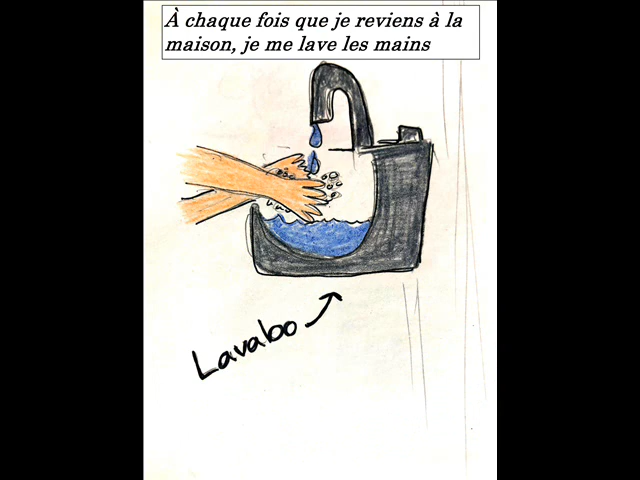 À chaque fois que je reviens à la
maison, je me lave les mains
Lavabo